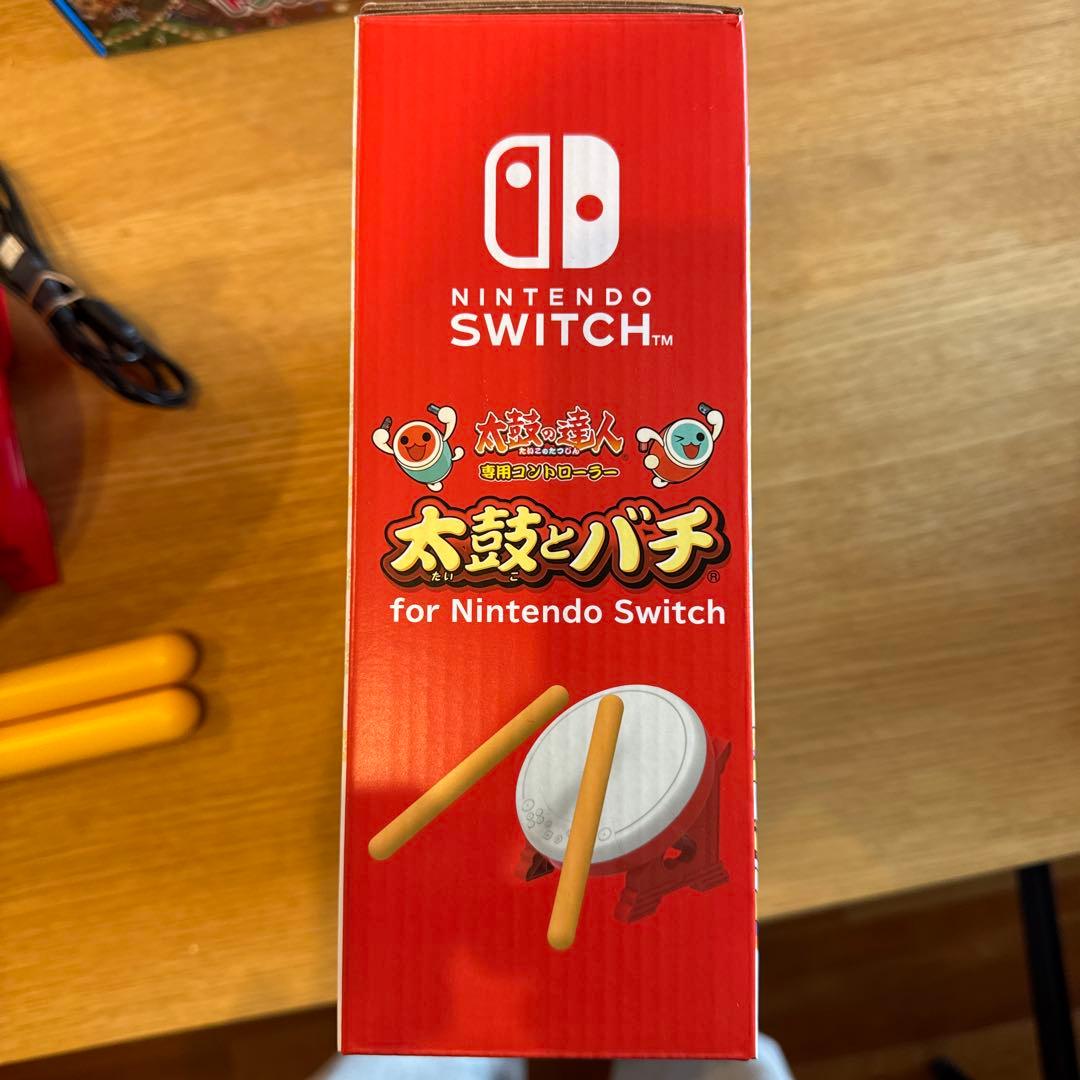 NINTENDO
SWITCH™
太鼓の達人
たいこのたつじん
専用コントローラー
太鼓とバチ®
たいこ
for Nintendo Switch